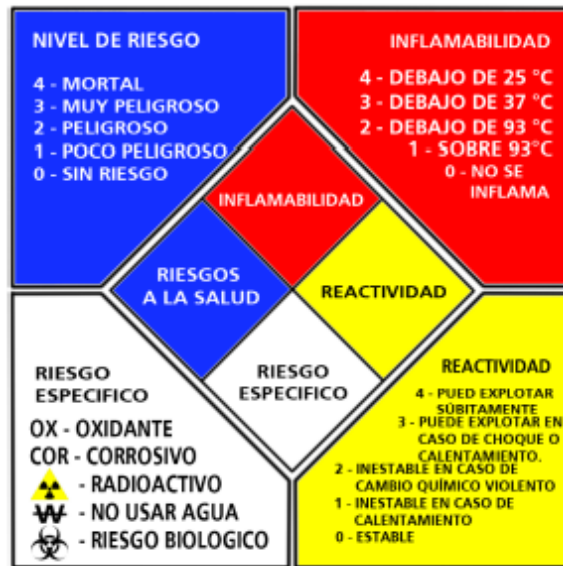 NIVEL DE RIESGO
4 - MORTAL
3 - MUY PELIGROSO
2 - PELIGROSO
1 - POCO PELIGROSO
0 - SIN RIESGO
INFLAMABILIDAD
4 - DEBAJO DE 25 °C
3 - DEBAJO DE 37 °C
2 - DEBAJO DE 93 °C
1 - SOBRE 93°C
0 - NO SE
INFLAMA
INFLAMABILIDAD
RIESGOS
A LA SALUD
REACTIVIDAD
RIESGO
ESPECIFICO
RIESGO
ESPECIFICO
OX - OXIDANTE
COR - CORROSIVO
- RADIOACTIVO
W - NO USAR AGUA
- RIESGO BIOLOGICO
REACTIVIDAD
4 - PUED EXPLOTAR
SÚBITAMENTE
3 - PUEDE EXPLOTAR EN
CASO DE CHOQUE O
CALENTAMIENTO.
2 - INESTABLE EN CASO DE
CAMBIO QUÍMICO VIOLENTO
1 - INESTABLE EN CASO DE
CALENTAMIENTO
0 - ESTABLE